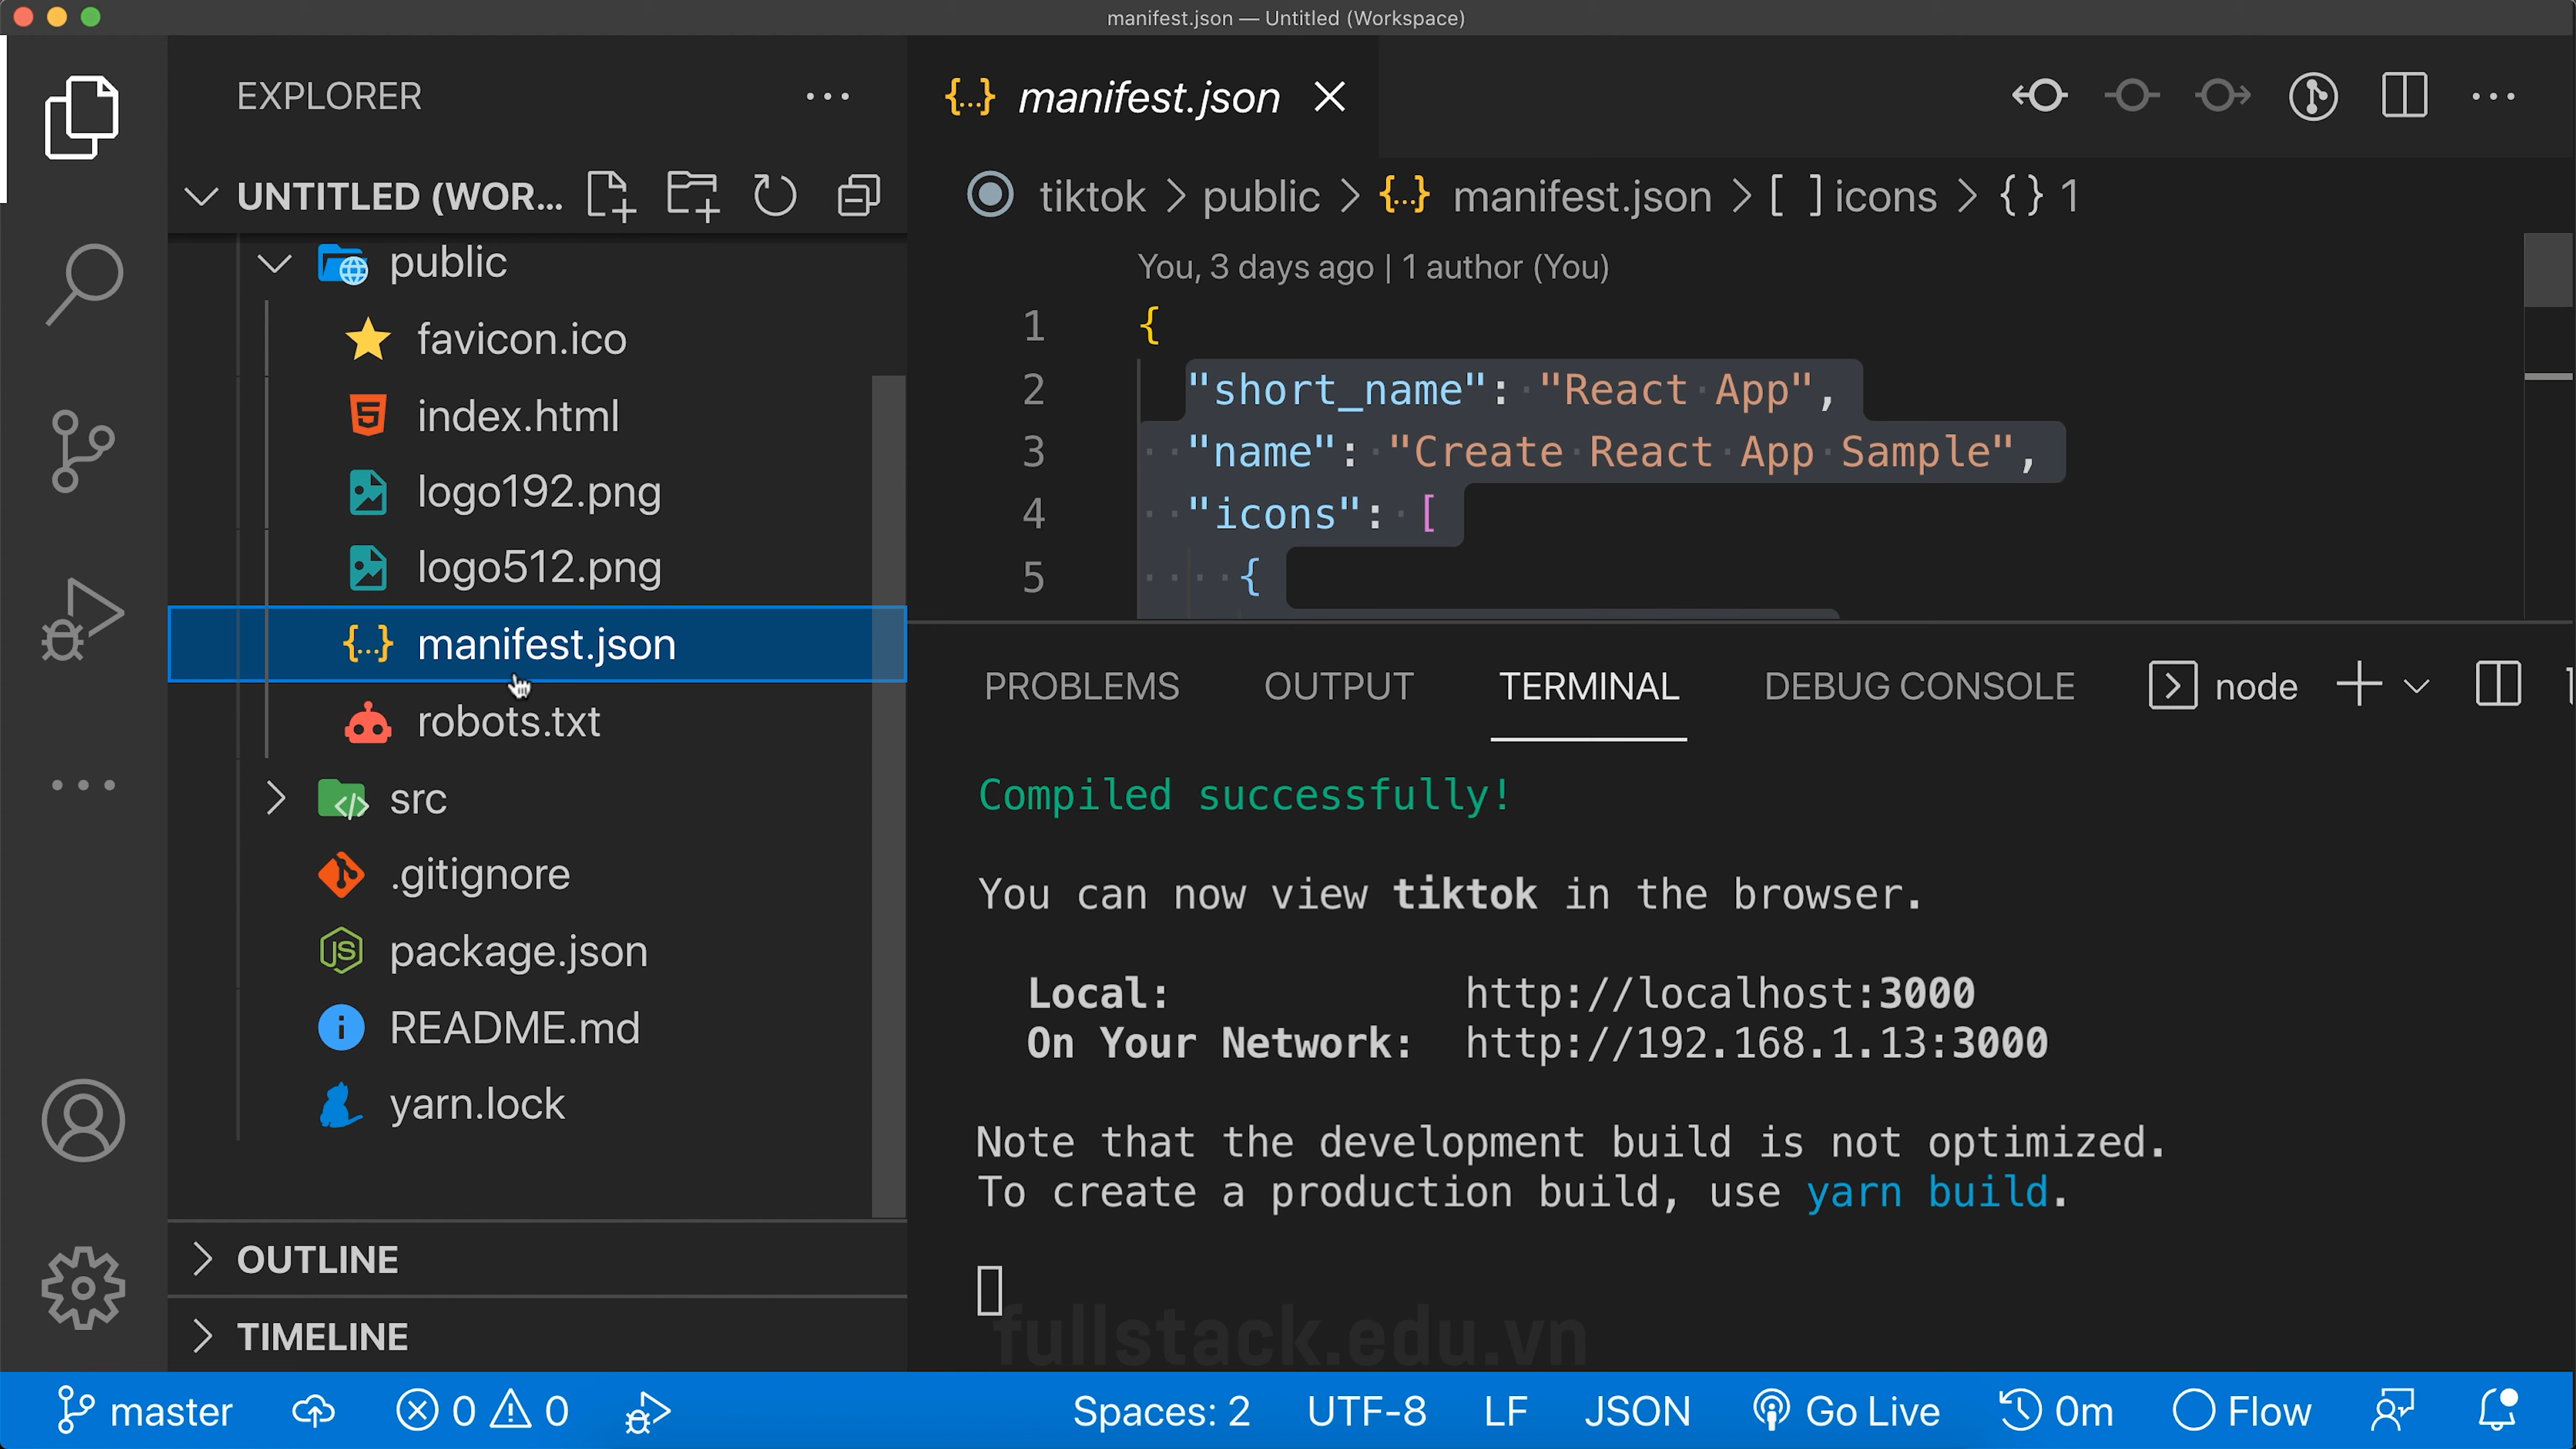 manifest.json — Untitled (Workspace)
EXPLORER
UNTITLED (WOR...
public
favicon.ico
index.html
logo192.png
logo512.png
manifest.json
robots.txt
src
.gitignore
package.json
README.md
yarn.lock
OUTLINE
TIMELINE
manifest.json
tiktok > public > {..} manifest.json > [ ] icons > {} 1
You, 3 days ago | 1 author (You)
1 {
2 "short_name": "React App",
3 "name": "Create React App Sample",
4 "icons": [
5 {
PROBLEMS OUTPUT TERMINAL DEBUG CONSOLE node
Compiled successfully!
You can now view tiktok in the browser.
Local: http://localhost:3000
On Your Network: http://192.168.1.13:3000
Note that the development build is not optimized.
To create a production build, use yarn build.
fullstack.edu.vn
master 0 0 Spaces: 2 UTF-8 LF JSON Go Live 0m Flow